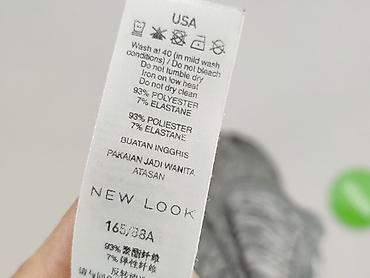 USA
Wash at 40 (in mild wash
conditions) / Do not bleach
Do not tumble dry
Iron on low heat
Do not dry clean
93% POLYESTER
7% ELASTANE
93% POLIESTER
7% ELASTANE
BUATAN INGGRIS
PAKAIAN JADI WANITA
ATASAN
NEW LOOK
165/88A
93% 聚酯纤维
7% 弹性纤维